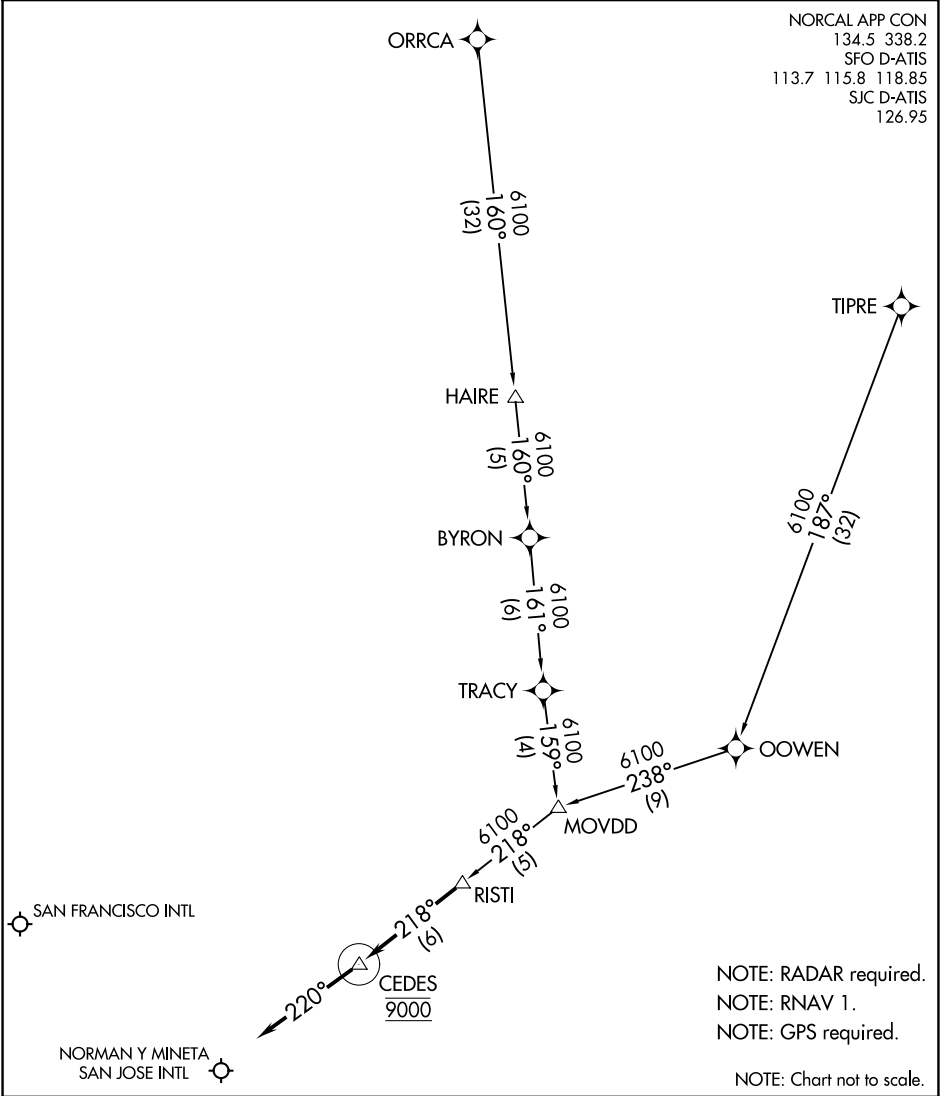 NORCAL APP CON
134.5 338.2
SFO D-ATIS
113.7 115.8 118.85
SJC D-ATIS
126.95
ORRCA
6100
160°
(32)
TIPRE
HAIRE
6100
160°
(5)
6100
187°
(32)
BYRON
6100
161°
(6)
TRACY
6100
159°
(4)
OOWEN
6100
238°
(9)
MOVDD
6100
218°
(5)
RISTI
218°
(6)
SAN FRANCISCO INTL
CEDES
9000
220°
NORMAN Y MINETA
SAN JOSE INTL
NOTE: RADAR required.
NOTE: RNAV 1.
NOTE: GPS required.
NOTE: Chart not to scale.